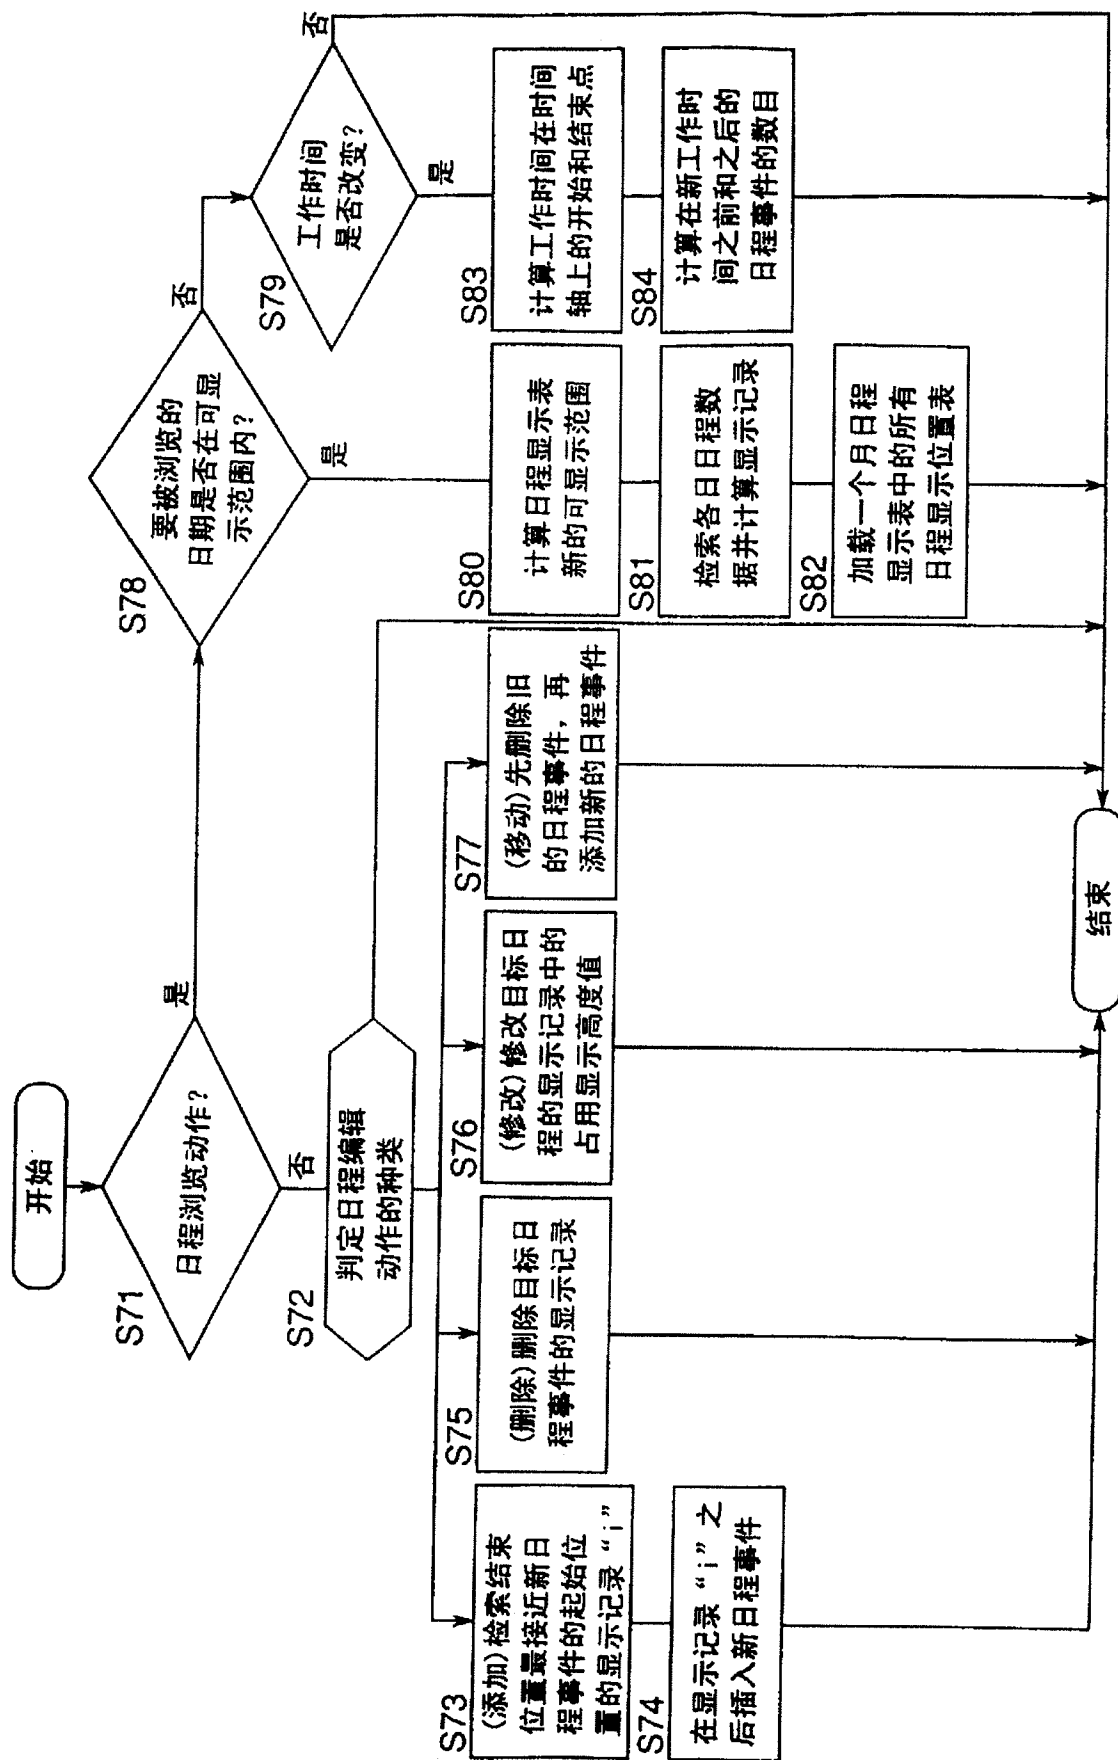 开始
S71
日程浏览动作?
是
否
S72
判定日程编辑
动作的种类
S73
(添加)检索结束
位置最接近新日
程事件的起始位
置的显示记录“i”
S74
在显示记录“i”之
后插入新日程事件
S75
(删除)删除目标日
程事件的显示记录
S76
(修改)修改目标日
程的显示记录中的
占用显示高度值
S77
(移动)先删除旧
的日程事件,再
添加新的日程事件
S78
要被浏览的
日期是否在可显
示范围内?
否
是
S79
工作时间
是否改变?
否
是
S80
计算日程显示表
新的可显示范围
S81
检索各日日程数
据并计算显示记录
S82
加载一个月日程
显示表中的所有
日程显示位置表
S83
计算工作时间在时间
轴上的开始和结束点
S84
计算在新工作时
间之前和之后的
日程事件的数目
结束